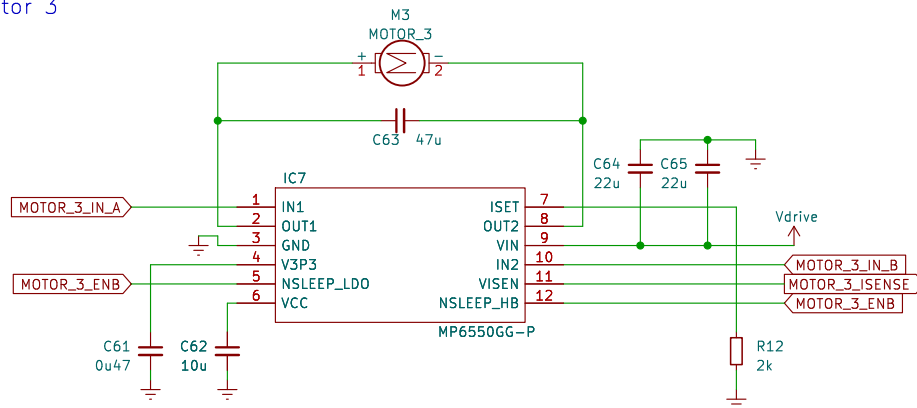 tor 3
M3
MOTOR_3
+ -
1 2
C63 47u
C64 C65
22u 22u
IC7
Vdrive
MOTOR_3_IN_A 1 IN1 ISET 7
2 OUT1 OUT2 8
3 GND VIN 9
4 V3P3 IN2 10 MOTOR_3_IN_B
MOTOR_3_ENB 5 NSLEEP_LDO VISEN 11 MOTOR_3_ISENSE
6 VCC NSLEEP_HB 12 MOTOR_3_ENB
MP6550GG-P
C61 C62 R12
0u47 10u 2k